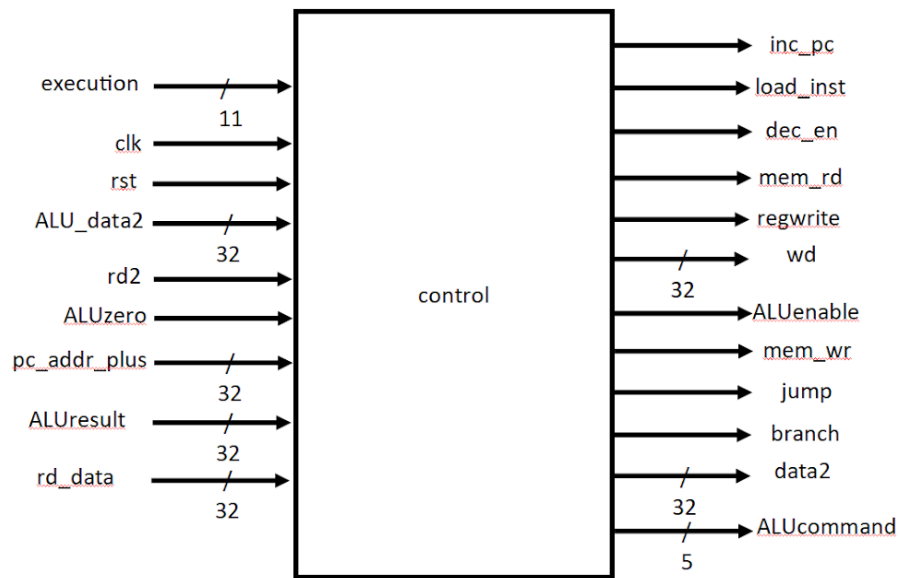 execution
11
clk
rst
ALU_data2
32
rd2
ALUzero
pc_addr_plus
32
ALUresult
32
rd_data
32
control
inc_pc
load_inst
dec_en
mem_rd
regwrite
wd
32
ALUenable
mem_wr
jump
branch
data2
32
ALUcommand
5